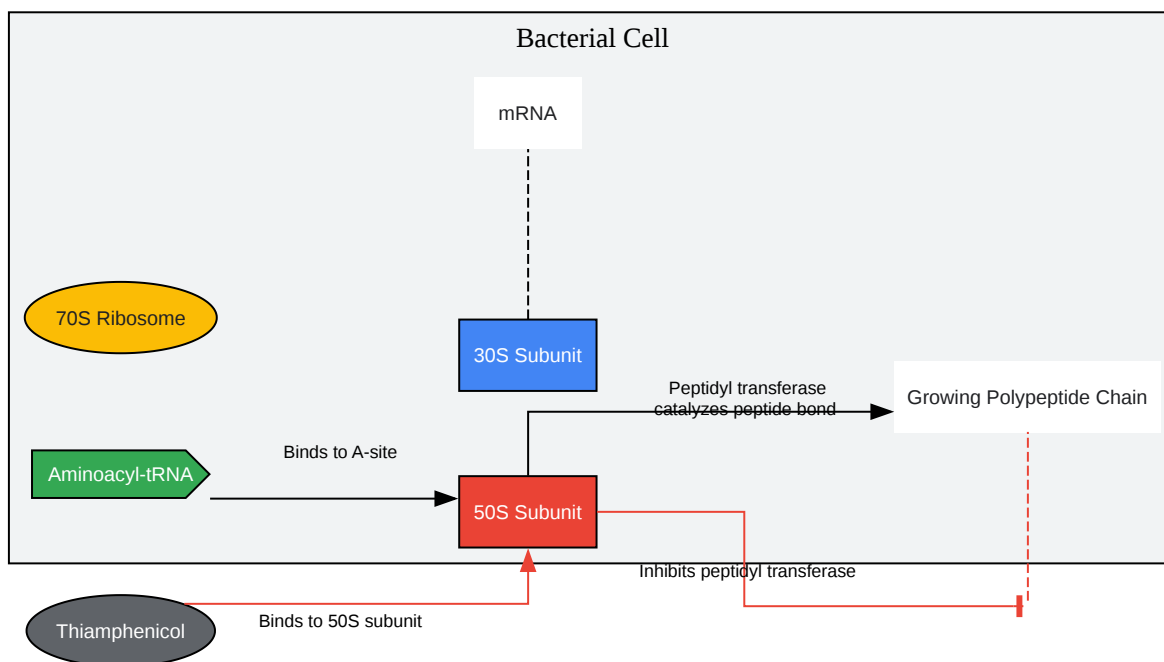 Bacterial Cell
mRNA
70S Ribosome
30S Subunit
Peptidyl transferase
catalyzes peptide bond
Growing Polypeptide Chain
Binds to A-site
Aminoacyl-tRNA
50S Subunit
Inhibits peptidyl transferase
Binds to 50S subunit
Thiamphenicol